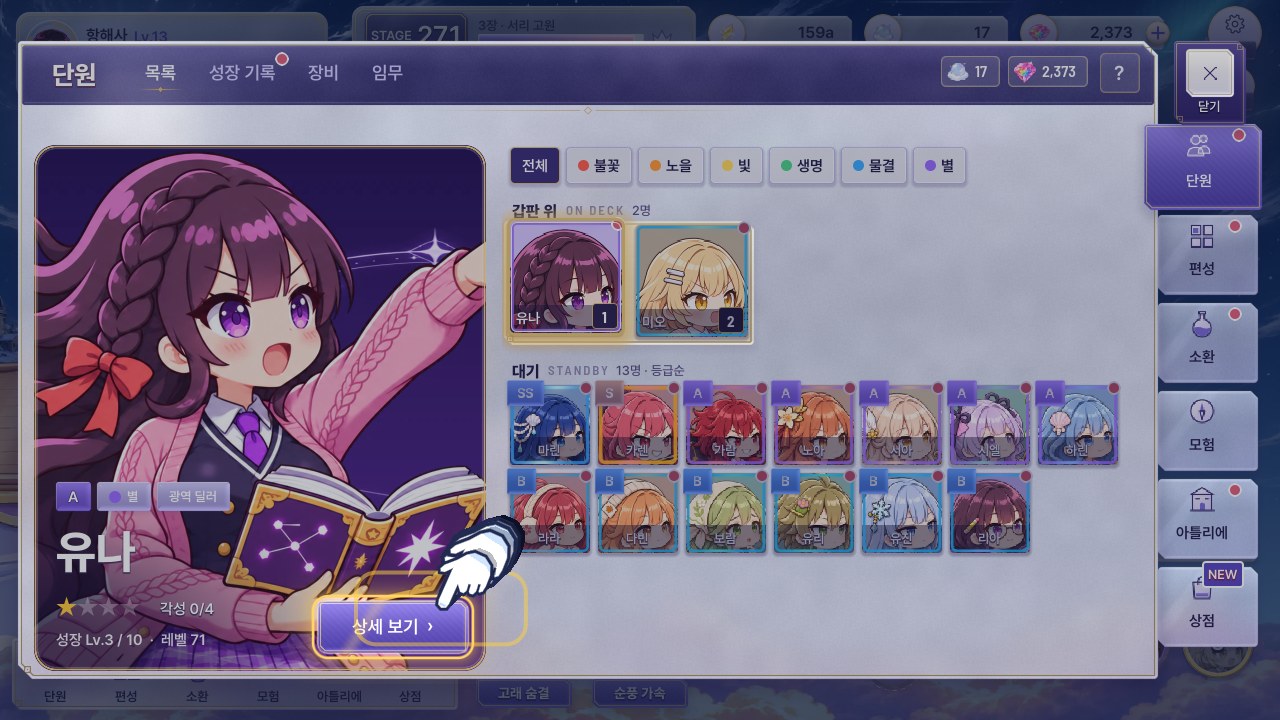 항해사 Lv.13
STAGE 271
3장 · 서리 고원
159a
17
2,373
단원
목록
성장 기록
장비
임무
17
2,373
?
닫기
전체
불꽃
노을
빛
생명
물결
별
갑판 위 ON DECK 2명
유나 1
미오 2
대기 STANDBY 13명 · 등급순
SS S A A A A A
마린 카렌 카람 노아 서아 시엘 하린
B B B B B B
라라 다인 보람 유리 유진 리아
A
별
광역 딜러
유나
각성 0/4
성장 Lv.3 / 10 · 레벨 71
상세 보기 ›
단원
편성
소환
모험
아틀리에
NEW
상점
단원
편성
소환
모험
아틀리에
상점
고래 숨결
순풍 가속